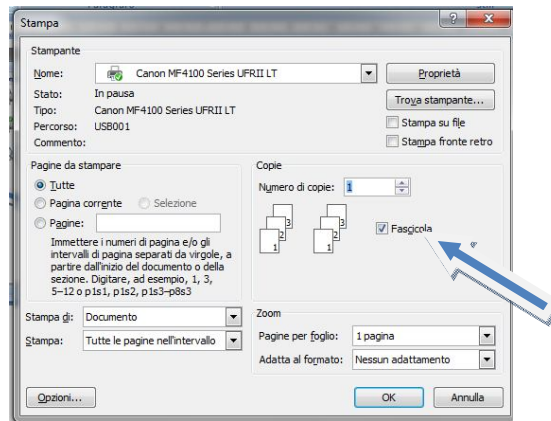 Stampa
Stampante
Nome: Canon MF4100 Series UFRII LT
Proprietà
Stato: In pausa
Trova stampante...
Tipo: Canon MF4100 Series UFRII LT
Percorso: USB001
Stampa su file
Commento:
Stampa fronte retro
Pagine da stampare
Tutte
Pagina corrente Selezione
Pagine:
Immettere i numeri di pagina e/o gli
intervalli di pagina separati da virgole, a
partire dall'inizio del documento o della
sezione. Digitare, ad esempio, 1, 3,
5–12 o p1s1, p1s2, p1s3–p8s3
Copie
Numero di copie: 1
3
2
1
3
2
1
Fascicola
Stampa di: Documento
Stampa: Tutte le pagine nell'intervallo
Zoom
Pagine per foglio: 1 pagina
Adatta al formato: Nessun adattamento
Opzioni...
OK
Annulla